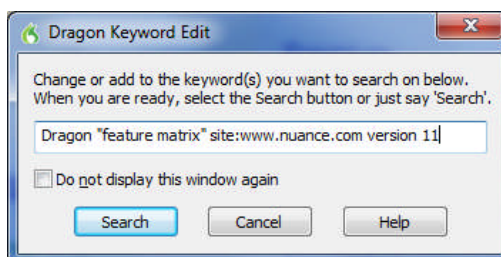 Dragon Keyword Edit
Change or add to the keyword(s) you want to search on below.
When you are ready, select the Search button or just say 'Search'.
Dragon "feature matrix" site:www.nuance.com version 11
Do not display this window again
Search Cancel Help